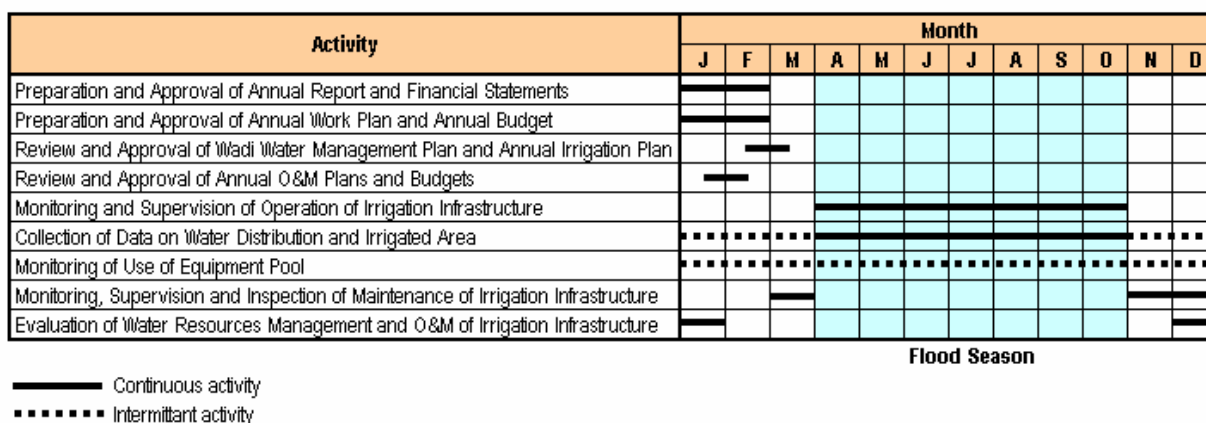 Activity
Month
J F M A M J J A S O N D
Preparation and Approval of Annual Report and Financial Statements
Preparation and Approval of Annual Work Plan and Annual Budget
Review and Approval of Wadi Water Management Plan and Annual Irrigation Plan
Review and Approval of Annual O&M Plans and Budgets
Monitoring and Supervision of Operation of Irrigation Infrastructure
Collection of Data on Water Distribution and Irrigated Area
Monitoring of Use of Equipment Pool
Monitoring, Supervision and Inspection of Maintenance of Irrigation Infrastructure
Evaluation of Water Resources Management and O&M of Irrigation Infrastructure
Flood Season
Continuous activity
Intermittant activity